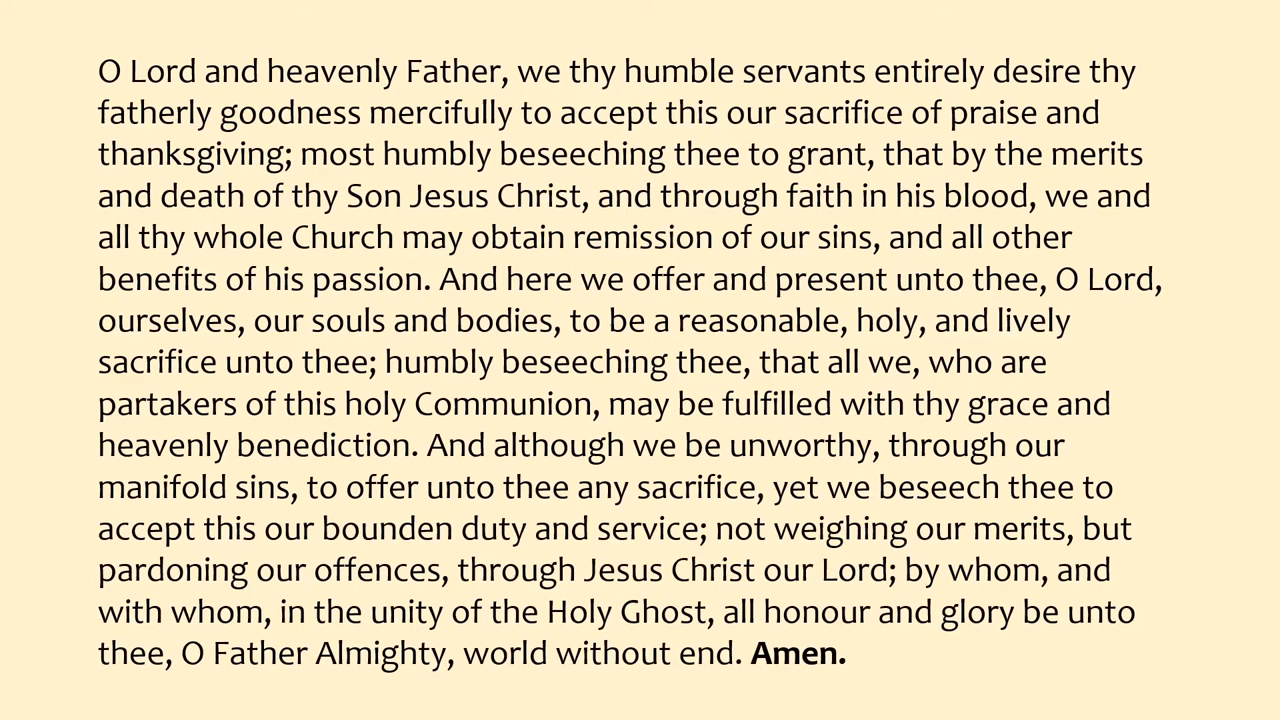 O Lord and heavenly Father, we thy humble servants entirely desire thy
fatherly goodness mercifully to accept this our sacrifice of praise and
thanksgiving; most humbly beseeching thee to grant, that by the merits
and death of thy Son Jesus Christ, and through faith in his blood, we and
all thy whole Church may obtain remission of our sins, and all other
benefits of his passion. And here we offer and present unto thee, O Lord,
ourselves, our souls and bodies, to be a reasonable, holy, and lively
sacrifice unto thee; humbly beseeching thee, that all we, who are
partakers of this holy Communion, may be fulfilled with thy grace and
heavenly benediction. And although we be unworthy, through our
manifold sins, to offer unto thee any sacrifice, yet we beseech thee to
accept this our bounden duty and service; not weighing our merits, but
pardoning our offences, through Jesus Christ our Lord; by whom, and
with whom, in the unity of the Holy Ghost, all honour and glory be unto
thee, O Father Almighty, world without end. Amen.